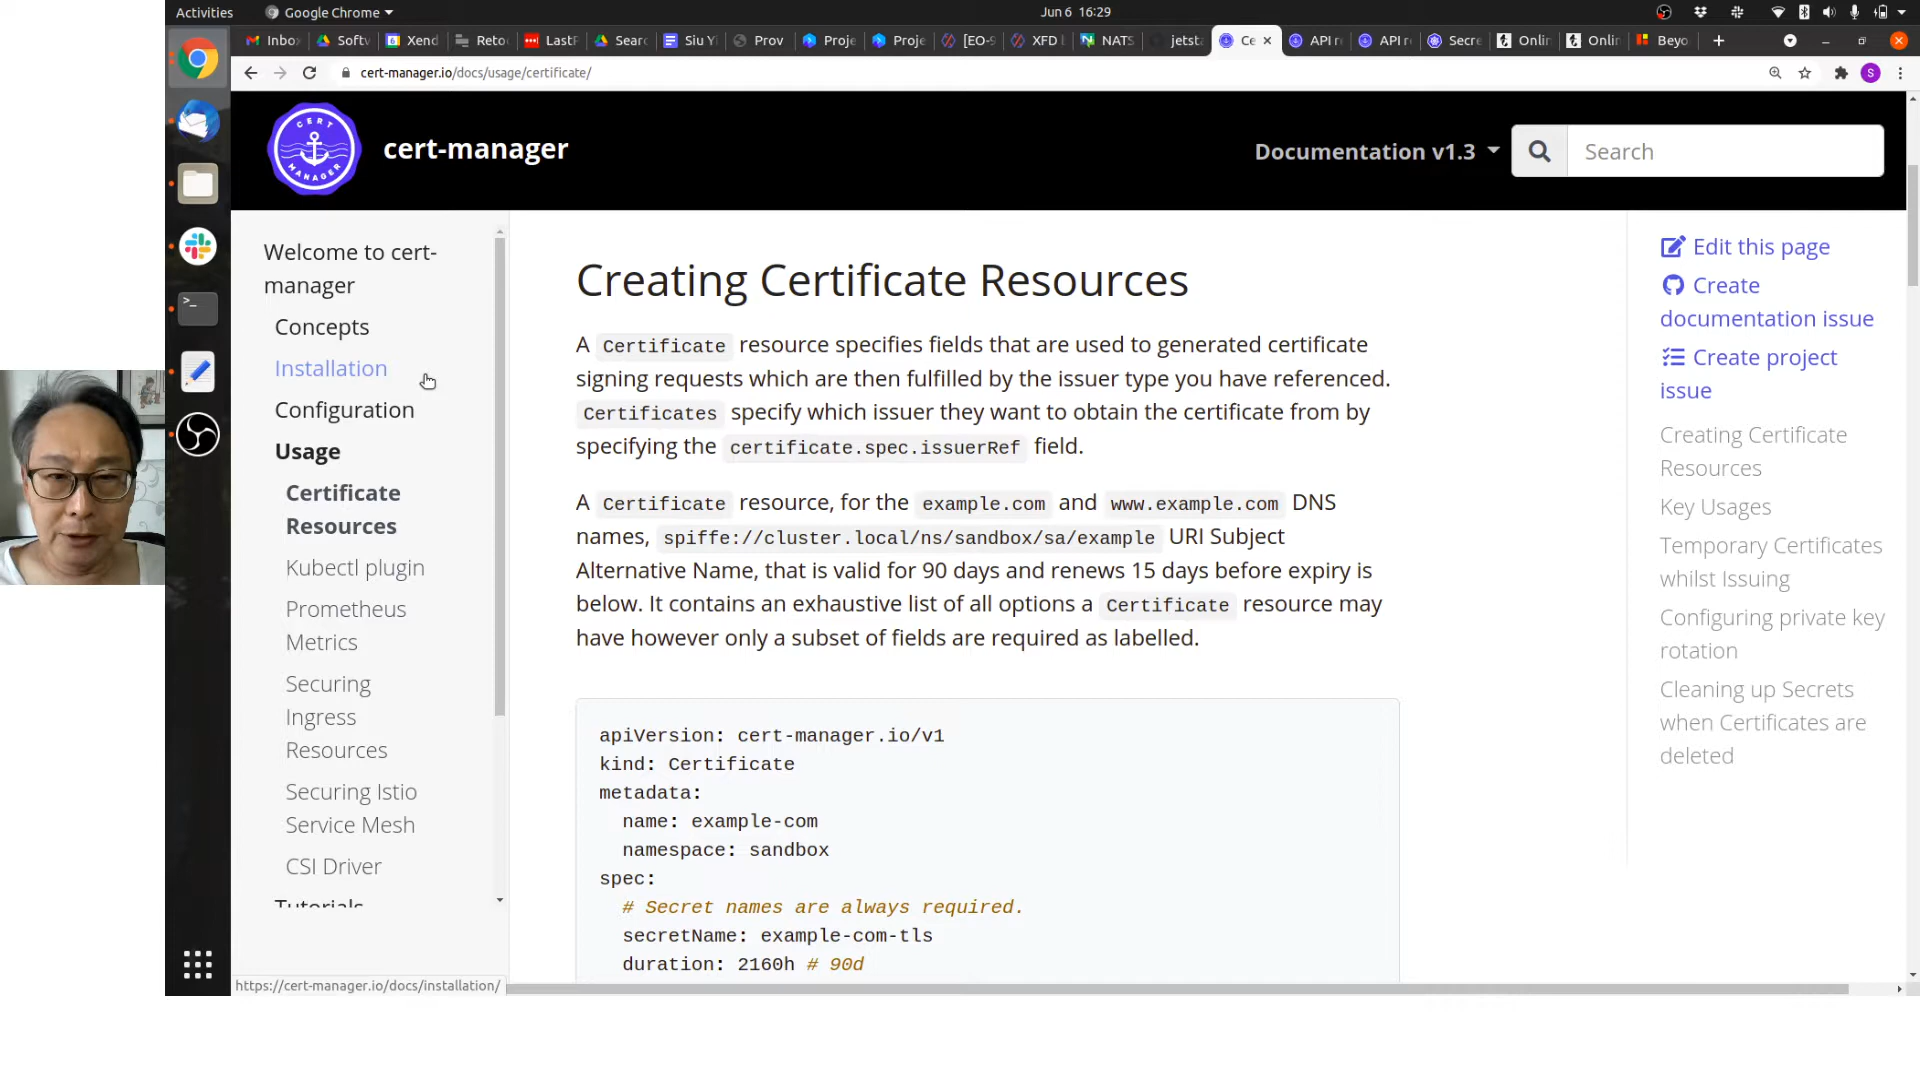 Activities
Google Chrome
Jun 6 16:29
Inbo
Softw
Xend
Reto
LastP
Searc
Siu Yi
Prov
Proje
Proje
[EO-9
XFD
NATS
jetsta
Ce
API r
API r
Secre
Onlin
Onlin
Beyo
cert-manager.io/docs/usage/certificate/
S
CERT
MANAGER
cert-manager
Documentation v1.3
Search
Welcome to cert-
manager
Concepts
Installation
Configuration
Usage
Certificate
Resources
Kubectl plugin
Prometheus
Metrics
Securing
Ingress
Resources
Securing Istio
Service Mesh
CSI Driver
Tutorials
https://cert-manager.io/docs/installation/
Creating Certificate Resources
A Certificate resource specifies fields that are used to generated certificate
signing requests which are then fulfilled by the issuer type you have referenced.
Certificates specify which issuer they want to obtain the certificate from by
specifying the certificate.spec.issuerRef field.
A Certificate resource, for the example.com and www.example.com DNS
names, spiffe://cluster.local/ns/sandbox/sa/example URI Subject
Alternative Name, that is valid for 90 days and renews 15 days before expiry is
below. It contains an exhaustive list of all options a Certificate resource may
have however only a subset of fields are required as labelled.
apiVersion: cert-manager.io/v1
kind: Certificate
metadata:
name: example-com
namespace: sandbox
spec:
# Secret names are always required.
secretName: example-com-tls
duration: 2160h # 90d
Edit this page
Create
documentation issue
Create project
issue
Creating Certificate
Resources
Key Usages
Temporary Certificates
whilst Issuing
Configuring private key
rotation
Cleaning up Secrets
when Certificates are
deleted